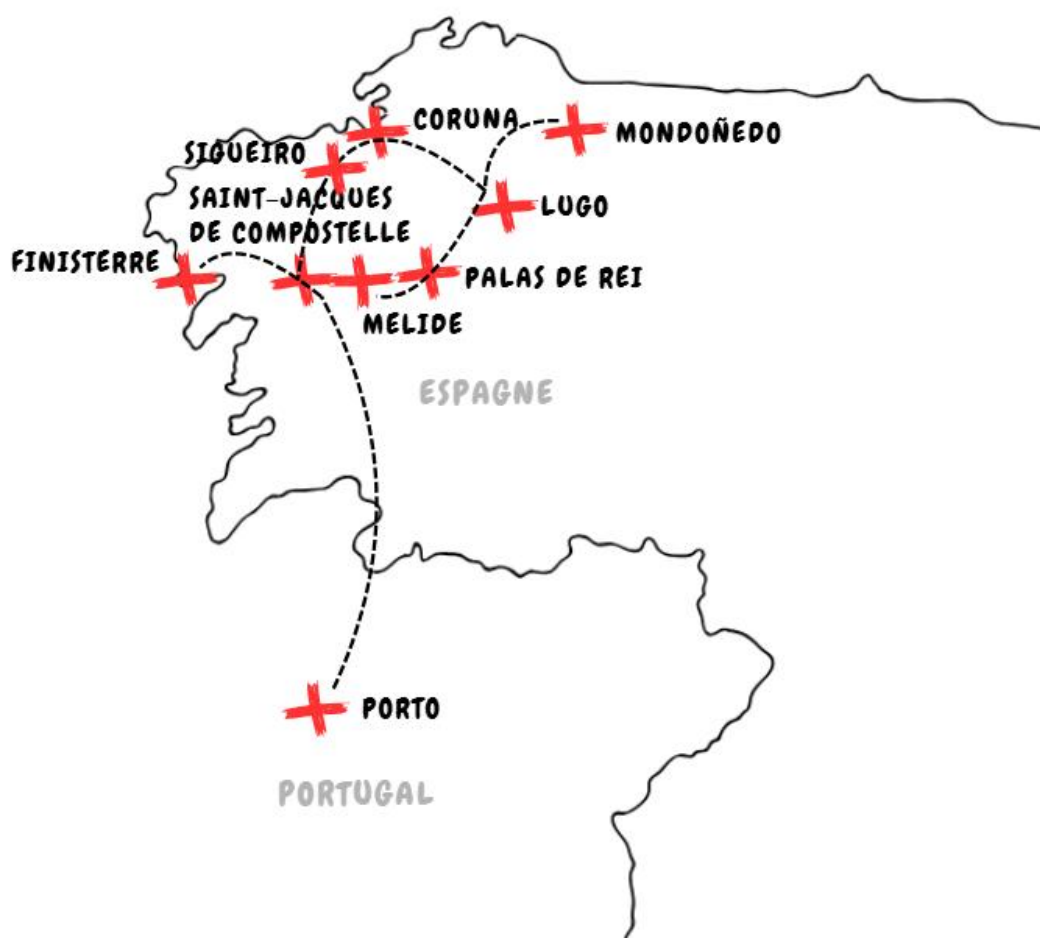 CORUNA
MONDOÑEDO
SIGUEIRO
SAINT-JACQUES
DE COMPOSTELLE
LUGO
FINISTERRE
PALAS DE REI
MELIDE
ESPAGNE
PORTO
PORTUGAL